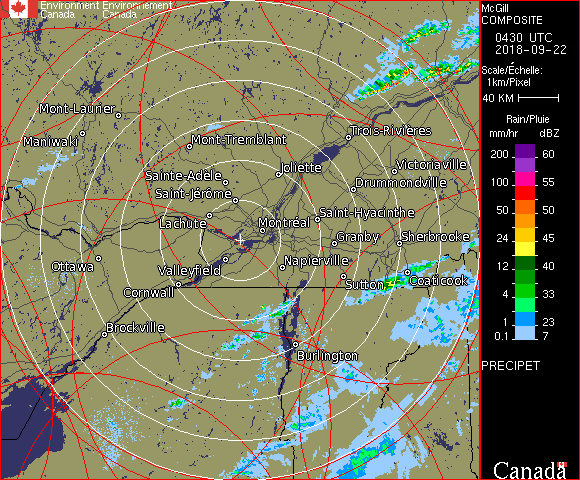 Environment Environnement
Canada Canada
McGill
COMPOSITE
0430 UTC
2018-09-22
Scale/Échelle:
1km/Pixel
40 KM
Rain/Pluie
mm/hr dBZ
200 60
150 60
100 55
50 50
24 45
12 40
4 33
1 23
0.1 7
PRECIPET
Canada
Mont-Laurier
Trois-Rivières
Maniwaki
Mont-Tremblant
Joliette
Victoriaville
Sainte-Adèle
Drummondville
Saint-Jérôme
Saint-Hyacinthe
Lachute
Montréal
Granby
Sherbrooke
Ottawa
Valleyfield
Napierville
Cornwall
Sutton
Coaticook
Brockville
Burlington